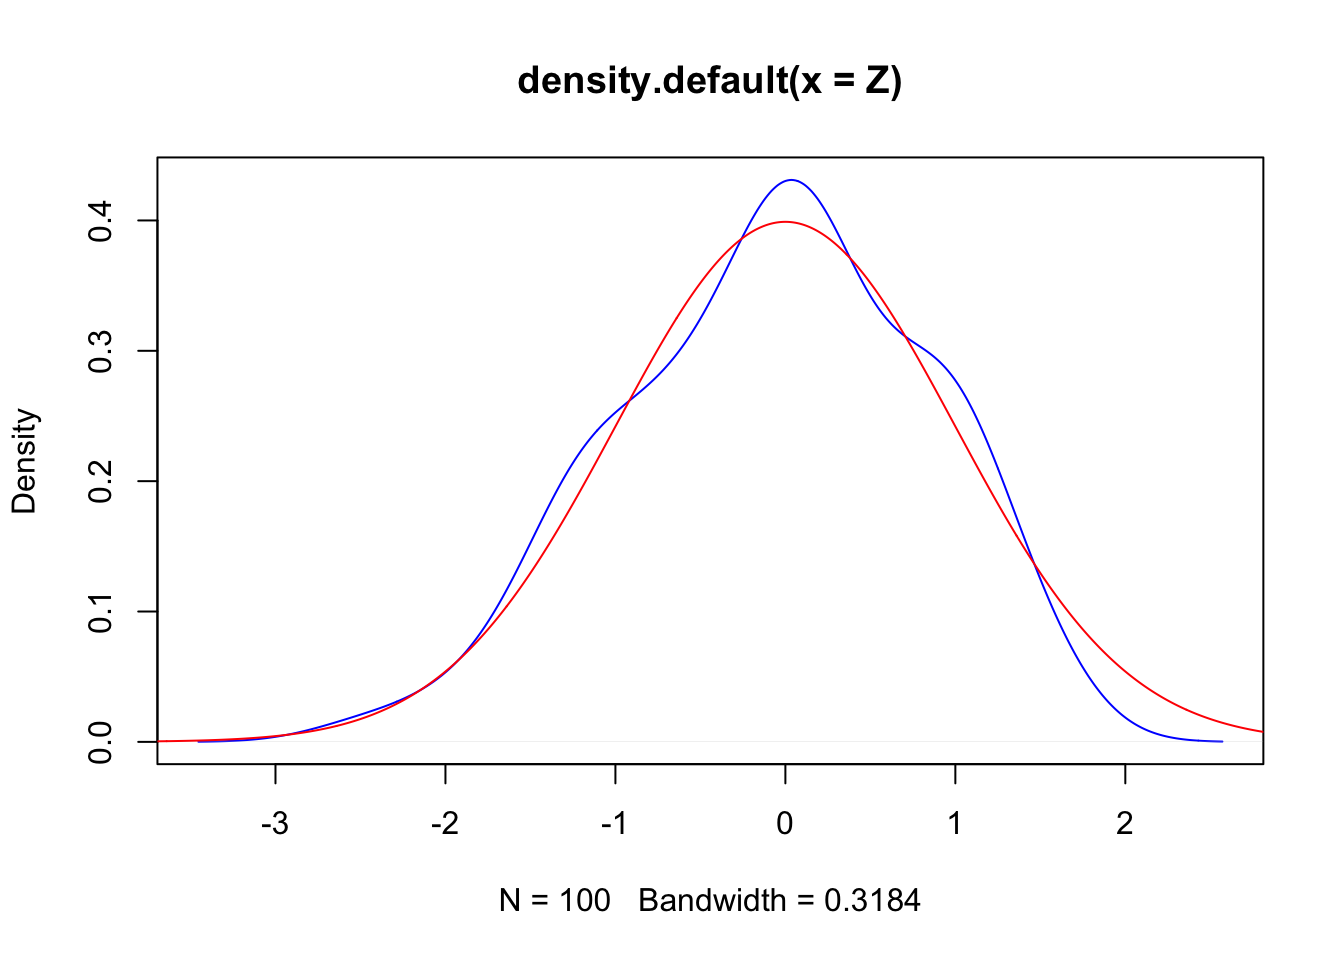 density.default(x = Z)
Density
0.0 0.1 0.2 0.3 0.4
-3 -2 -1 0 1 2
N = 100   Bandwidth = 0.3184